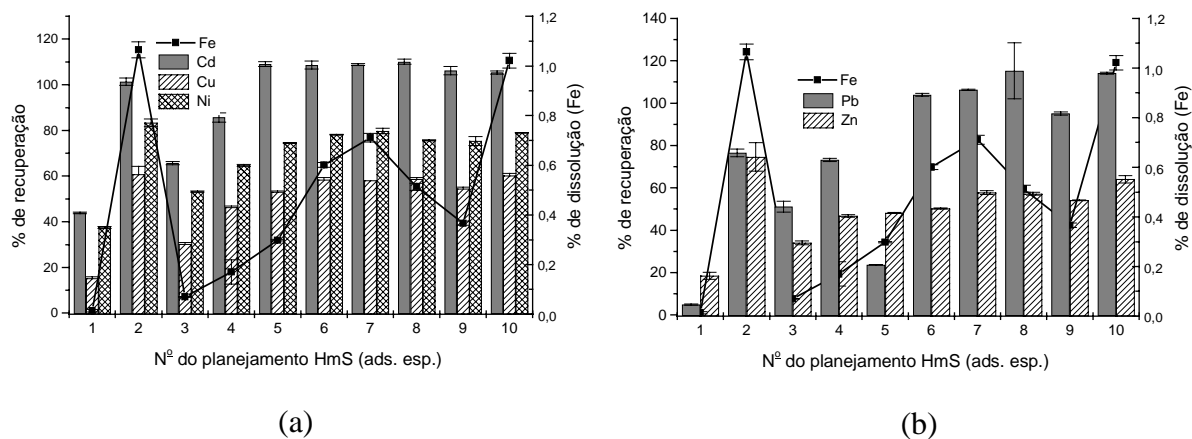 120
100
80
60
40
20
0
% de recuperação
Fe
Cd
Cu
Ni
1,2
1,0
0,8
0,6
0,4
0,2
0,0
% de dissolução (Fe)
1 2 3 4 5 6 7 8 9 10
Nº do planejamento HmS (ads. esp.)
(a)
140
120
100
80
60
40
20
0
% de recuperação
Fe
Pb
Zn
1,2
1,0
0,8
0,6
0,4
0,2
0,0
% de dissolução (Fe)
1 2 3 4 5 6 7 8 9 10
Nº do planejamento HmS (ads. esp.)
(b)